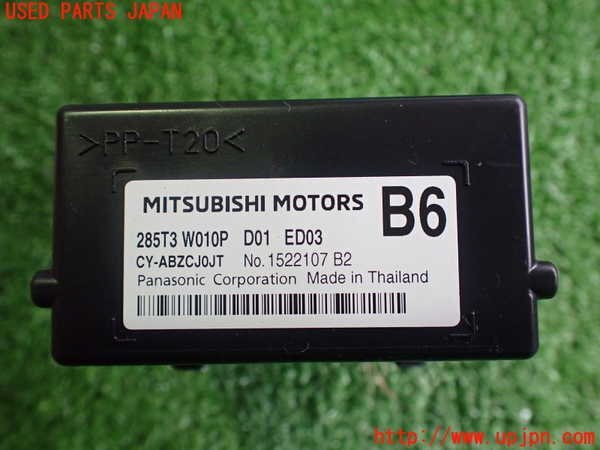 USED PARTS JAPAN
>PP-T20<
MITSUBISHI MOTORS B6
285T3 W010P D01 ED03
CY-ABZCJ0JT No. 1522107 B2
Panasonic Corporation Made in Thailand
http://www.upjpn.com/